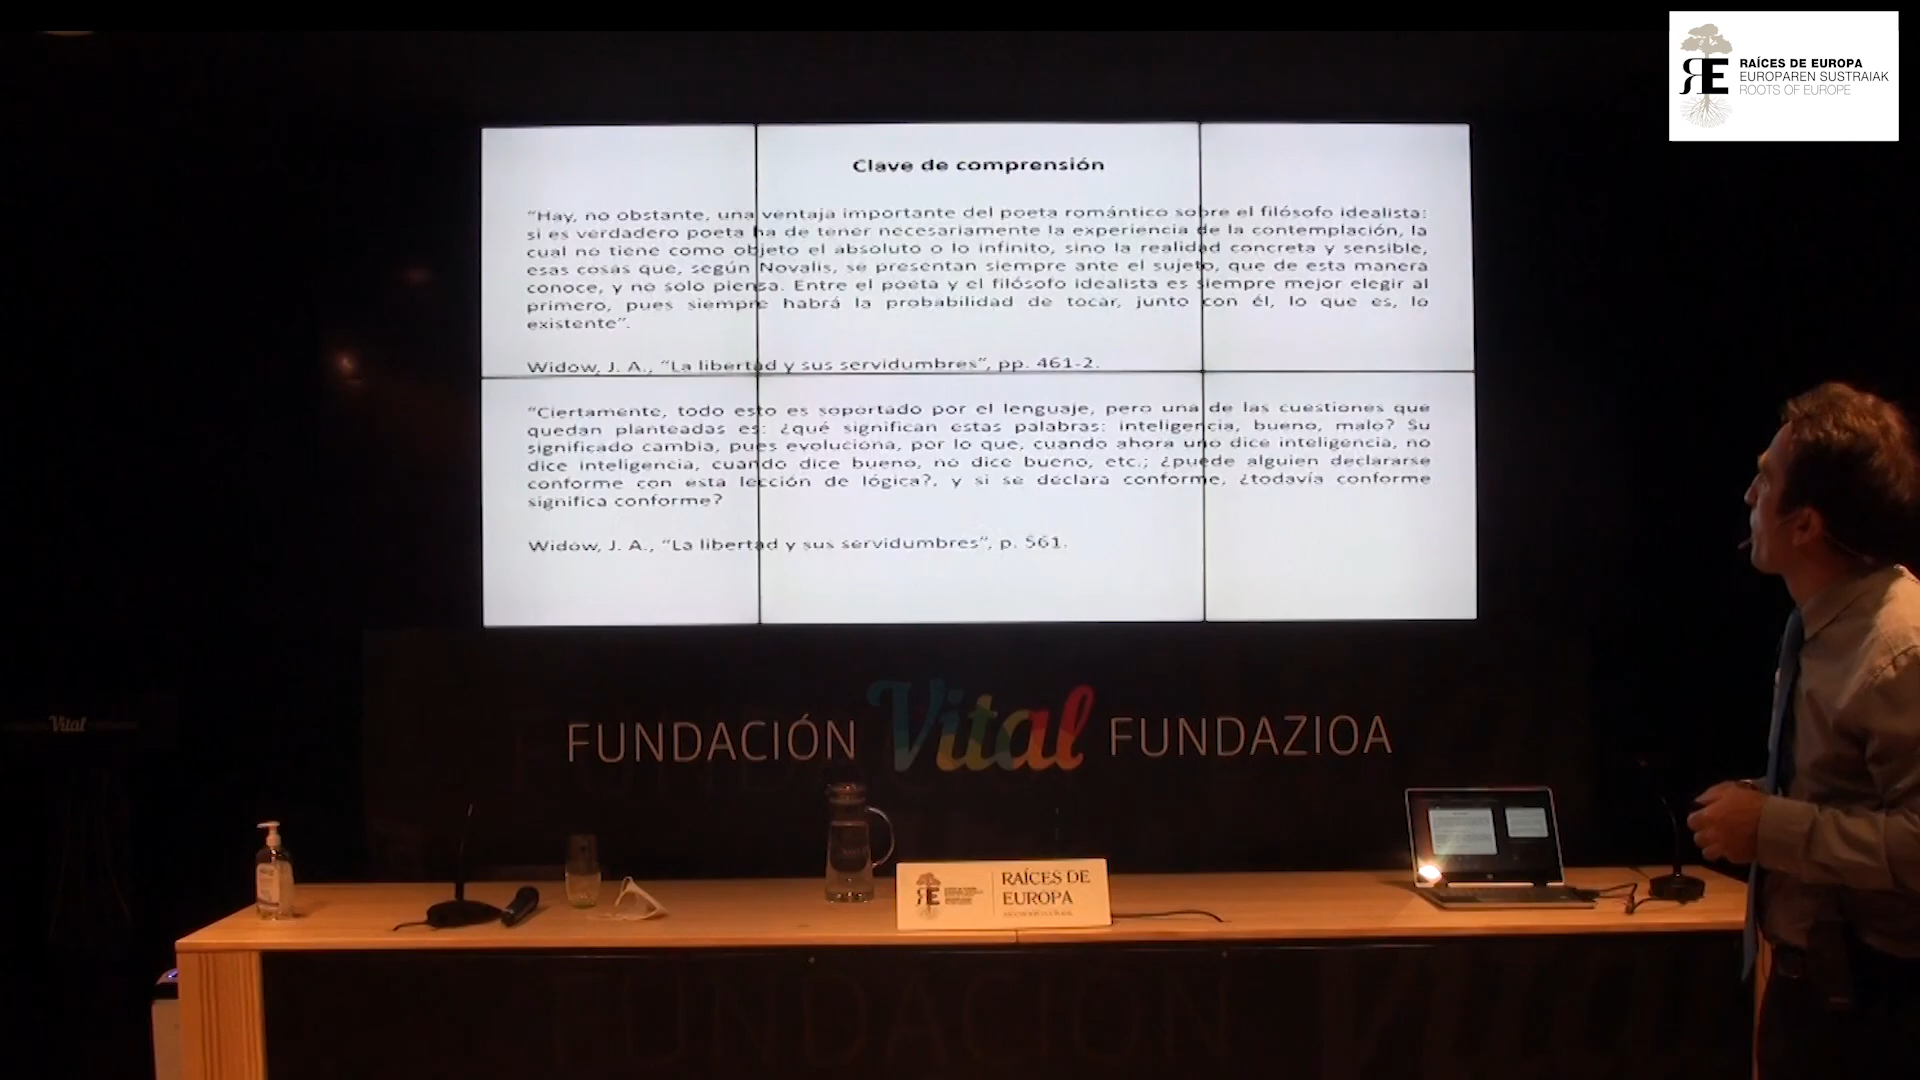 RAÍCES DE EUROPA
EUROPAREN SUSTRAIAK
ROOTS OF EUROPE
Clave de comprensión
“Hay, no obstante, una ventaja importante del poeta romántico sobre el filósofo idealista:
si es verdadero poeta ha de tener necesariamente la experiencia de la contemplación, la
cual no tiene como objeto el absoluto o lo infinito, sino la realidad concreta y sensible,
esas cosas que, según Novalis, se presentan siempre ante el sujeto, que de esta manera
conoce, y no solo piensa. Entre el poeta y el filósofo idealista es siempre mejor elegir al
primero, pues siempre habrá la probabilidad de tocar, junto con él, lo que es, lo
existente”.
Widow, J. A., “La libertad y sus servidumbres”, pp. 461-2.
“Ciertamente, todo esto es soportado por el lenguaje, pero una de las cuestiones que
quedan planteadas es: ¿qué significan estas palabras: inteligencia, bueno, malo? Su
significado cambia, pues evoluciona, por lo que, cuando ahora uno dice inteligencia, no
dice inteligencia, cuando dice bueno, no dice bueno, etc.; ¿puede alguien declararse
conforme con esta lección de lógica?, y si se declara conforme, ¿todavía conforme
significa conforme?
Widow, J. A., “La libertad y sus servidumbres”, p. 561.
FUNDACIÓN Vital FUNDAZIOA
Vital
RE
RAÍCES DE
EUROPA